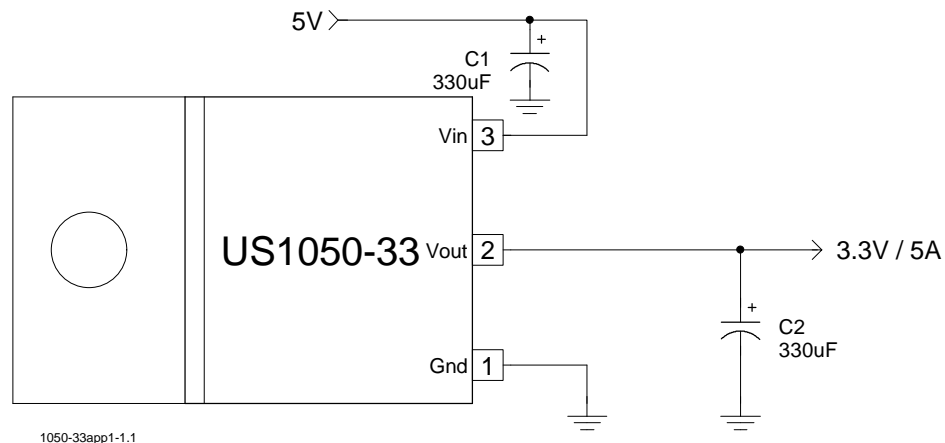 5V
+
C1
330uF
Vin 3
US1050-33
Vout 2
3.3V / 5A
+
C2
330uF
Gnd 1
1050-33app1-1.1